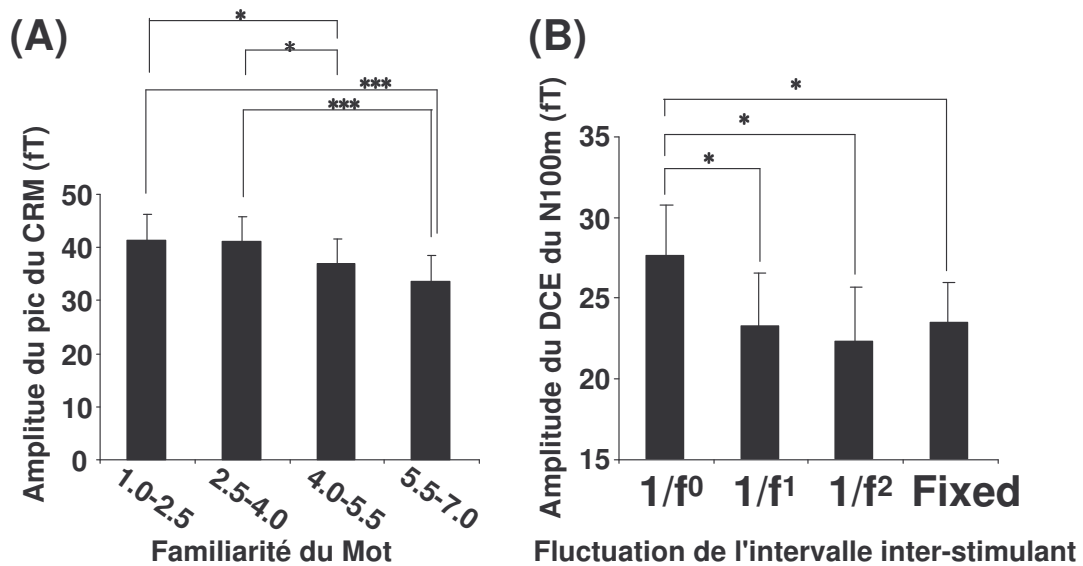 (A)
*
*
***
***
Amplitue du pic du CRM (fT)
50
40
30
20
10
0
1.0-2.5
2.5-4.0
4.0-5.5
5.5-7.0
Familiarité du Mot
(B)
*
*
*
Amplitude du DCE du N100m (fT)
35
30
25
20
15
1/f⁰
1/f¹
1/f²
Fixed
Fluctuation de l'intervalle inter-stimulant